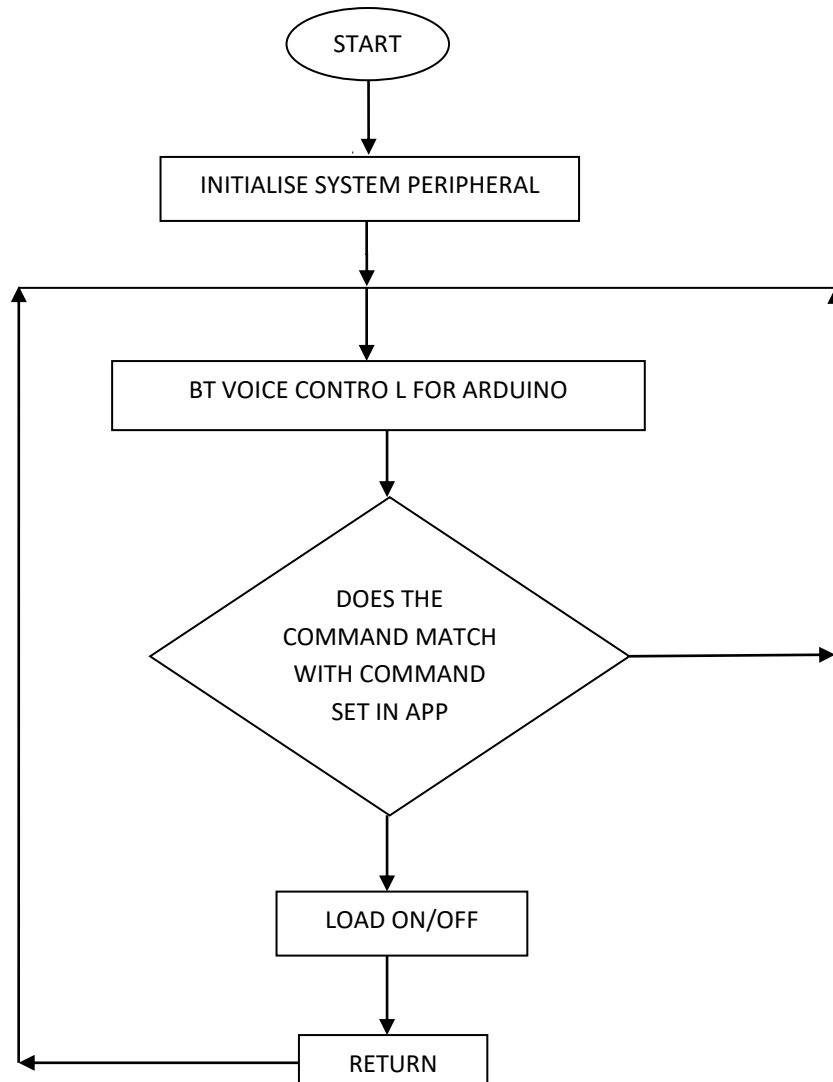 START
INITIALISE SYSTEM PERIPHERAL
BT VOICE CONTRO L FOR ARDUINO
DOES THE
COMMAND MATCH
WITH COMMAND
SET IN APP
LOAD ON/OFF
RETURN